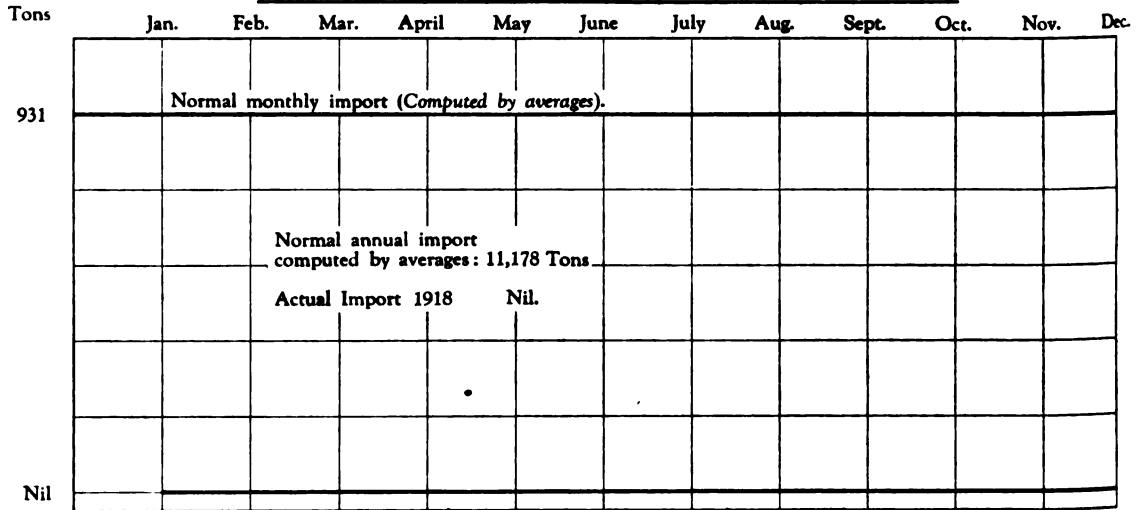 Tons
Jan. Feb. Mar. April May June July Aug. Sept. Oct. Nov. Dec.
Normal monthly import (Computed by averages).
931
Normal annual import
computed by averages: 11,178 Tons
Actual Import 1918 Nil.
Nil